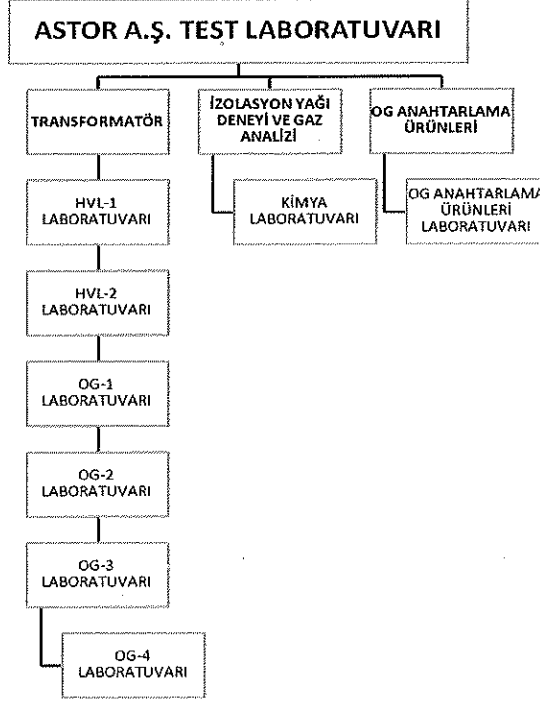 ASTOR A.Ş. TEST LABORATUVARI
TRANSFORMATÖR
İZOLASYON YAĞI
DENEYİ VE GAZ
ANALİZİ
OG ANAHTARLAMA
ÜRÜNLERİ
HVL-1
LABORATUVARI
KİMYA
LABORATUVARI
OG ANAHTARLAMA
ÜRÜNLERİ
LABORATUVARI
HVL-2
LABORATUVARI
OG-1
LABORATUVARI
OG-2
LABORATUVARI
OG-3
LABORATUVARI
OG-4
LABORATUVARI